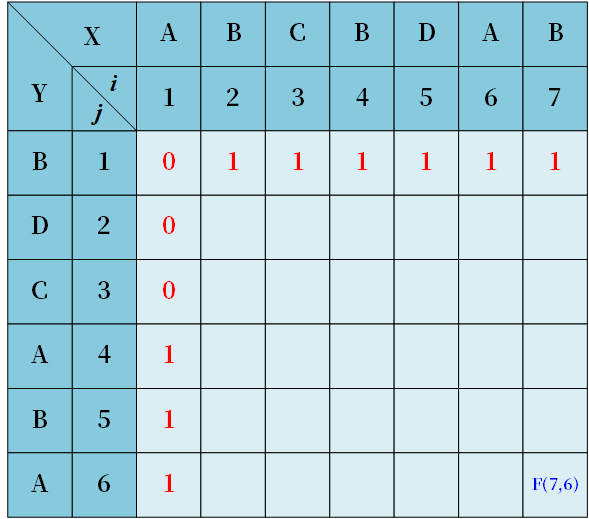 X A B C B D A B
Y i j 1 2 3 4 5 6 7
B 1 0 1 1 1 1 1 1
D 2 0
C 3 0
A 4 1
B 5 1
A 6 1 F(7,6)